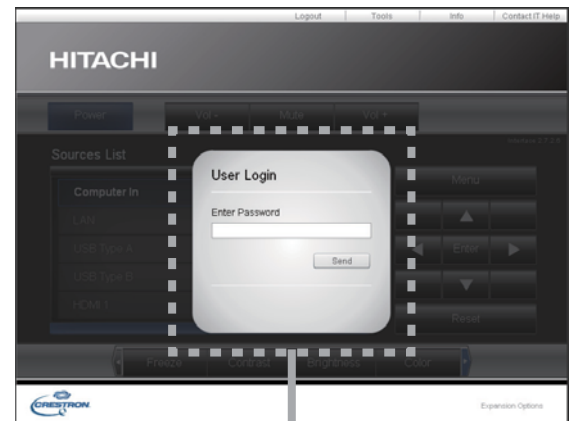 Logout Tools Info Contact IT Help
HITACHI
Power Vol - Mute Vol +
Sources List
Computer In
LAN
USB Type A
USB Type B
HDMI 1
User Login
Enter Password
Send
Menu
Enter
Reset
Freeze Contrast Brightness Color
CRESTRON
Expansion Options